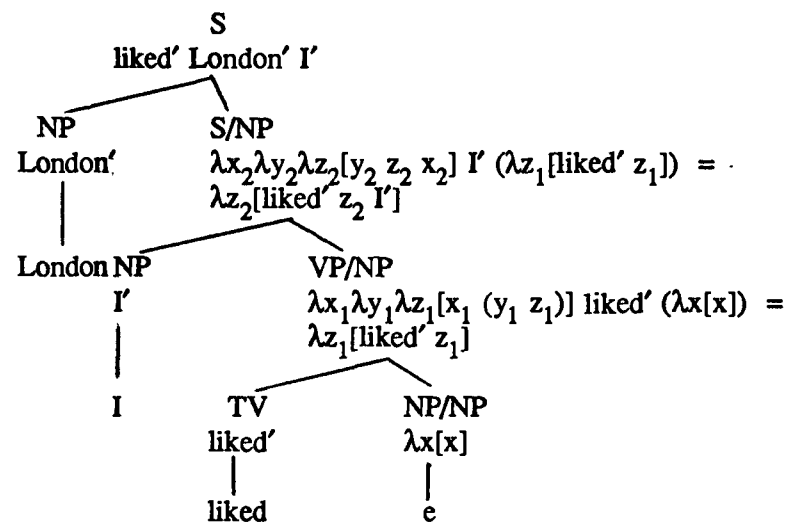 S
liked′ London′ I′
NP S/NP
London′ λx₂λy₂λz₂[y₂ z₂ x₂] I′ (λz₁[liked′ z₁]) =
λz₂[liked′ z₂ I′]
London NP VP/NP
I′ λx₁λy₁λz₁[x₁ (y₁ z₁)] liked′ (λx[x]) =
λz₁[liked′ z₁]
I TV NP/NP
liked′ λx[x]
liked e